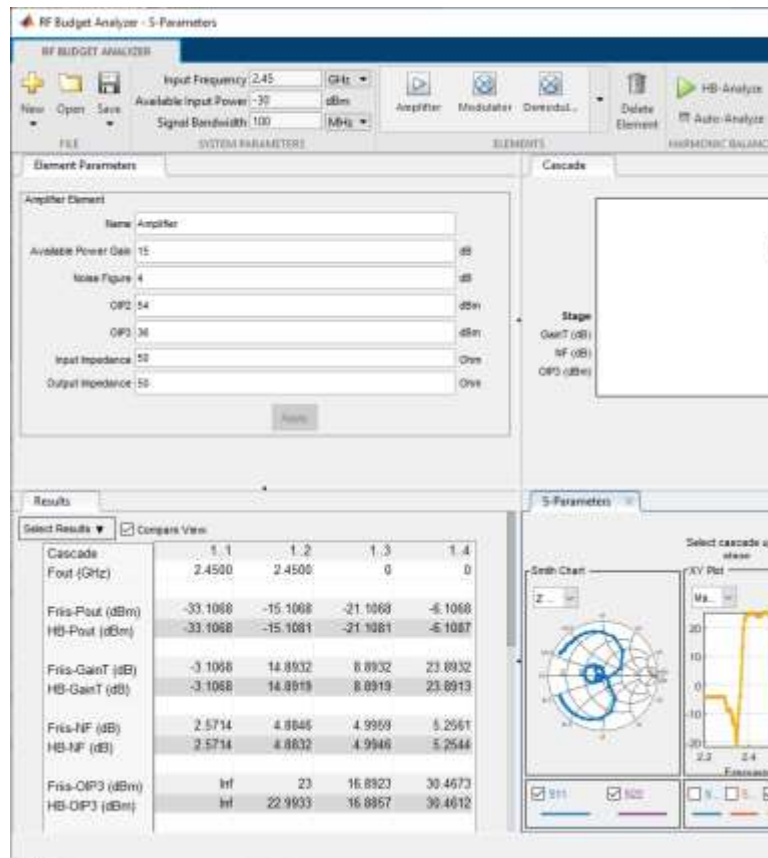 RF Budget Analyzer - S-Parameters
RF BUDGET ANALYZER
New Open Save
Input Frequency 2.45 GHz
Available Input Power -30 dBm
Signal Bandwidth 100 MHz
Amplifier Modulator Demodul...
Delete Element
HB-Analyze
Auto-Analyze
FILE SYSTEM PARAMETERS ELEMENTS HARMONIC BALANC
Element Parameters
Amplifier Element
Name Amplifier
Available Power Gain 15 dB
Noise Figure 4 dB
OIP2 54 dBm
OIP3 36 dBm
Input Impedance 50 Ohm
Output Impedance 50 Ohm
Apply
Cascade
Stage
GainT (dB)
NF (dB)
OIP3 (dBm)
Results
Select Results ▼ Compare View
Cascade 1..1 1..2 1..3 1..4
Fout (GHz) 2.4500 2.4500 0 0
Friis-Pout (dBm) -33.1068 -15.1068 -21.1068 -6.1068
HB-Pout (dBm) -33.1068 -15.1081 -21.1081 -6.1087
Friis-GainT (dB) -3.1068 14.8932 8.8932 23.8932
HB-GainT (dB) -3.1068 14.8919 8.8919 23.8913
Friis-NF (dB) 2.5714 4.8846 4.9959 5.2561
HB-NF (dB) 2.5714 4.8832 4.9946 5.2544
Friis-OIP3 (dBm) Inf 23 16.8923 30.4673
HB-OIP3 (dBm) Inf 22.9933 16.8857 30.4612
S-Parameters
Select cascade
stage
Smith Chart
Z...
S11 S22
XY Plot
Ma...
20
10
0
-10
-20
2.3 2.4
S.. S..